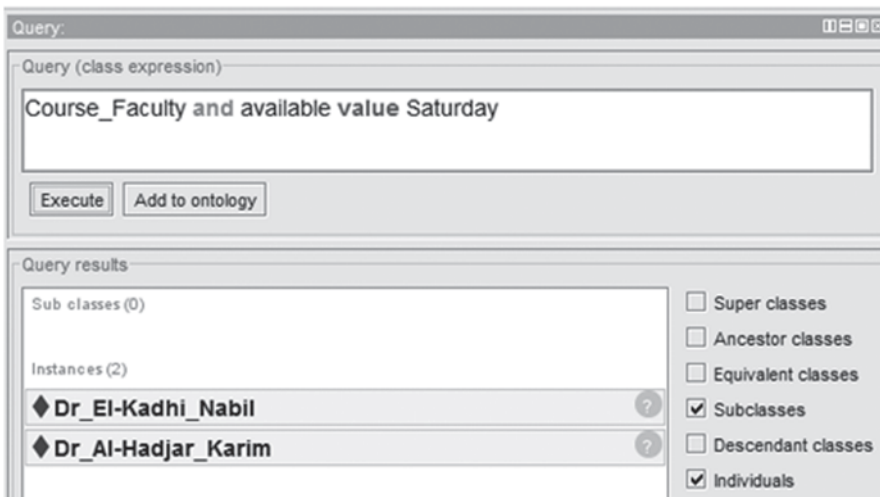 Query:
Query (class expression)
Course_Faculty and available value Saturday
Execute
Add to ontology
Query results
Sub classes (0)
Instances (2)
Dr_El-Kadhi_Nabil
?
Dr_Al-Hadjar_Karim
?
Super classes
Ancestor classes
Equivalent classes
Subclasses
Descendant classes
Individuals